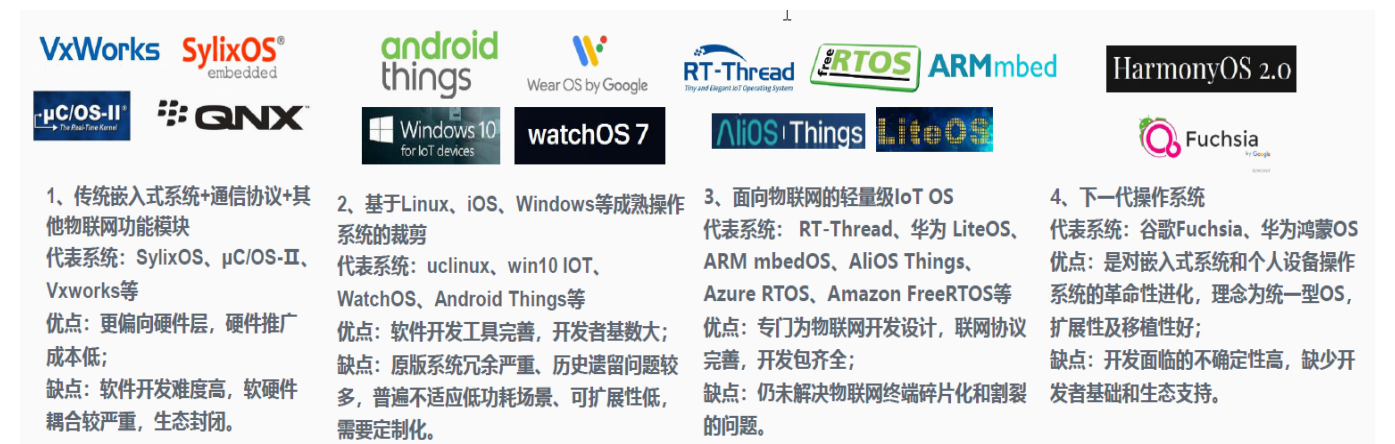 VxWorks
SylixOS®
embedded
μC/OS-II®
The Real-Time Kernel
QNX™
android
things
Wear OS by Google
Windows 10
for IoT devices
watchOS 7
RT-Thread
Tiny and Elegant IoT Operating System
freeRTOS
ARMmbed
AliOS Things
LiteOS
HarmonyOS 2.0
Fuchsia
by Google
1、传统嵌入式系统+通信协议+其
他物联网功能模块
代表系统：SylixOS、μC/OS-II、
Vxworks等
优点：更偏向硬件层，硬件推广
成本低；
缺点：软件开发难度高，软硬件
耦合较严重，生态封闭。
2、基于Linux、iOS、Windows等成熟操作
系统的裁剪
代表系统：uclinux、win10 IOT、
WatchOS、Android Things等
优点：软件开发工具完善，开发者基数大；
缺点：原版系统冗余严重、历史遗留问题较
多，普遍不适应低功耗场景、可扩展性低，
需要定制化。
3、面向物联网的轻量级IoT OS
代表系统： RT-Thread、华为 LiteOS、
ARM mbedOS、AliOS Things、
Azure RTOS、Amazon FreeRTOS等
优点：专门为物联网开发设计，联网协议
完善，开发包齐全；
缺点：仍未解决物联网终端碎片化和割裂
的问题。
4、下一代操作系统
代表系统：谷歌Fuchsia、华为鸿蒙OS
优点：是对嵌入式系统和个人设备操作
系统的革命性进化，理念为统一型OS，
扩展性及移植性好；
缺点：开发面临的不确定性高，缺少开
发者基础和生态支持。